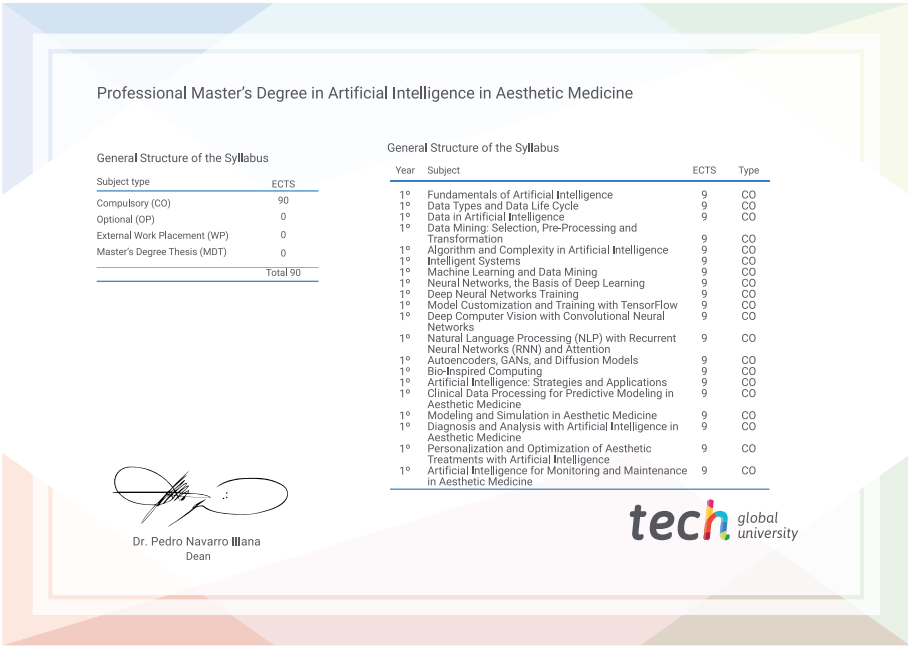 Professional Master's Degree in Artificial Intelligence in Aesthetic Medicine
General Structure of the Syllabus
Subject type ECTS
Compulsory (CO) 90
Optional (OP) 0
External Work Placement (WP) 0
Master's Degree Thesis (MDT) 0
Total 90
General Structure of the Syllabus
Year Subject ECTS Type
1º Fundamentals of Artificial Intelligence 9 CO
1º Data Types and Data Life Cycle 9 CO
1º Data in Artificial Intelligence 9 CO
1º Data Mining: Selection, Pre-Processing and
Transformation 9 CO
1º Algorithm and Complexity in Artificial Intelligence 9 CO
1º Intelligent Systems 9 CO
1º Machine Learning and Data Mining 9 CO
1º Neural Networks, the Basis of Deep Learning 9 CO
1º Deep Neural Networks Training 9 CO
1º Model Customization and Training with TensorFlow 9 CO
1º Deep Computer Vision with Convolutional Neural 9 CO
Networks
1º Natural Language Processing (NLP) with Recurrent 9 CO
Neural Networks (RNN) and Attention
1º Autoencoders, GANs, and Diffusion Models 9 CO
1º Bio-Inspired Computing 9 CO
1º Artificial Intelligence: Strategies and Applications 9 CO
1º Clinical Data Processing for Predictive Modeling in 9 CO
Aesthetic Medicine
1º Modeling and Simulation in Aesthetic Medicine 9 CO
1º Diagnosis and Analysis with Artificial Intelligence in 9 CO
Aesthetic Medicine
1º Personalization and Optimization of Aesthetic 9 CO
Treatments with Artificial Intelligence
1º Artificial Intelligence for Monitoring and Maintenance 9 CO
in Aesthetic Medicine
Dr. Pedro Navarro Illana
Dean
tech global
university